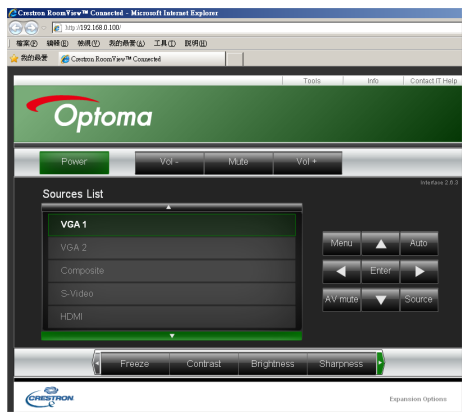 Crestron RoomView™ Connected - Microsoft Internet Explorer
http://192.168.0.100/
檔案(F) 編輯(E) 檢視(V) 我的最愛(A) 工具(T) 說明(H)
我的最愛 Crestron RoomView™ Connected
Tools Info Contact IT Help
Optoma
Power Vol - Mute Vol +
Interface 2.8.3
Sources List
VGA 1
VGA 2
Composite
S-Video
HDMI
Menu Auto
Enter
AV mute Source
Freeze Contrast Brightness Sharpness
CRESTRON
Expansion Options